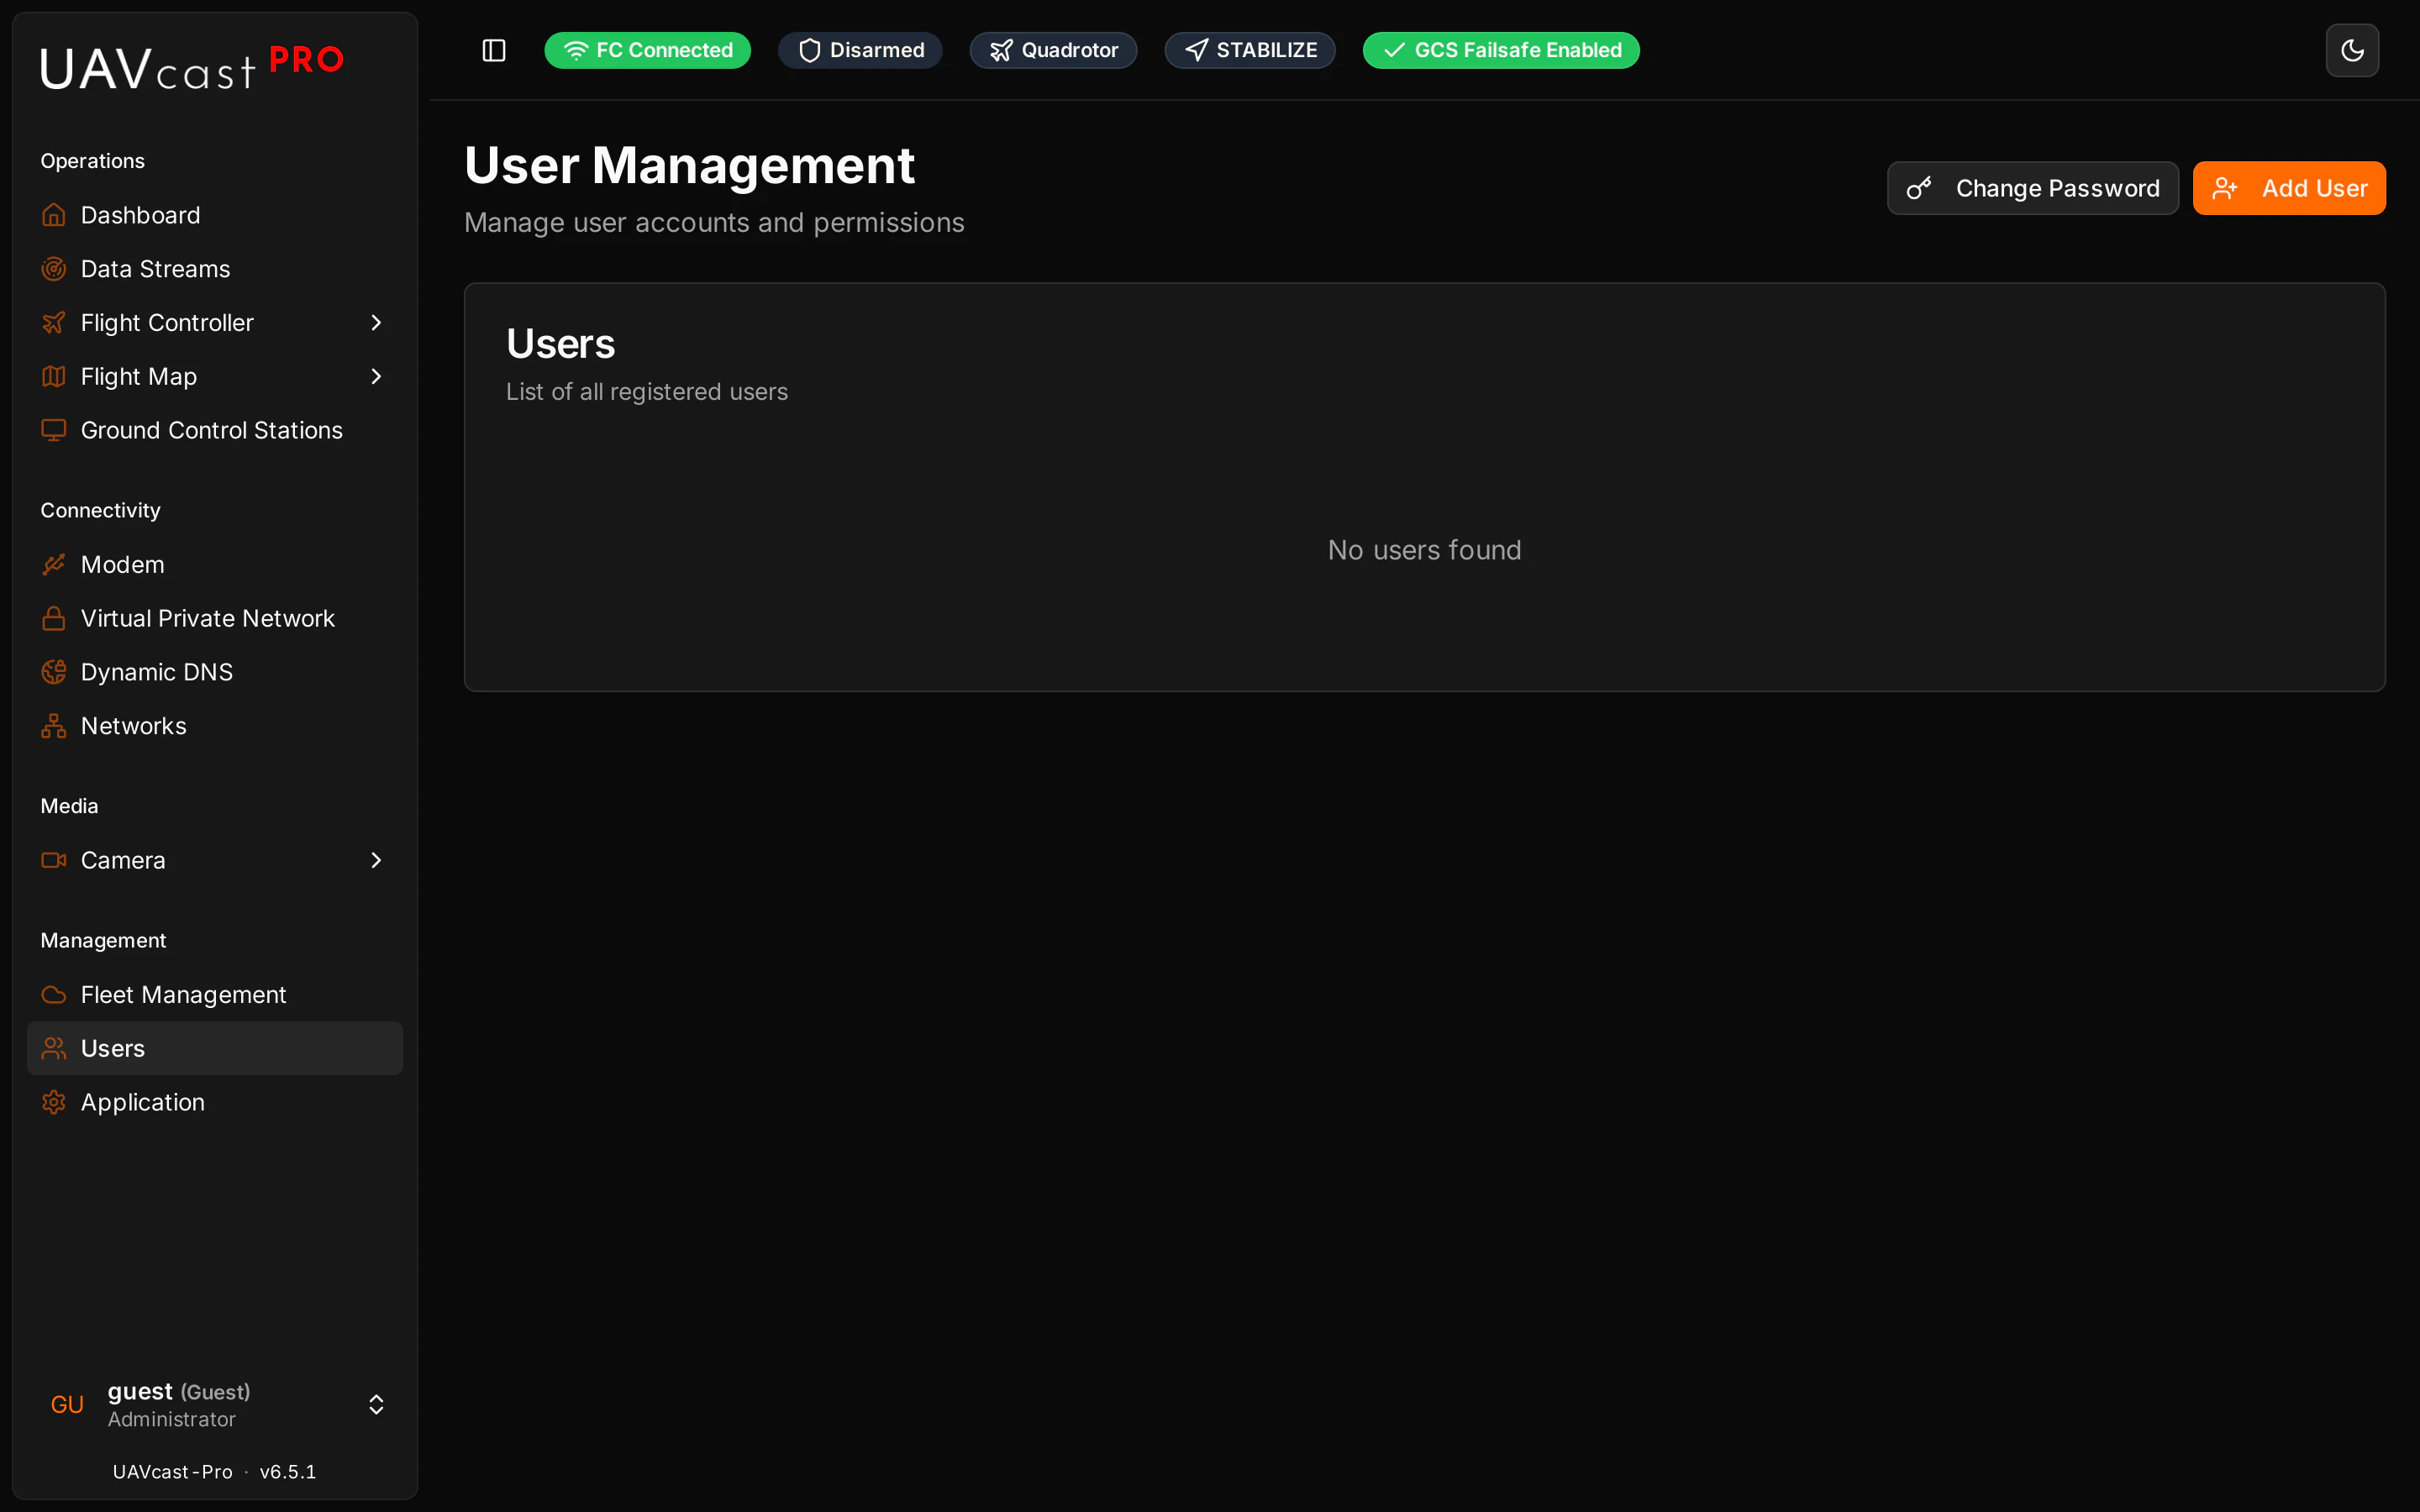 UAVcast PRO
Operations
Dashboard
Data Streams
Flight Controller
Flight Map
Ground Control Stations
Connectivity
Modem
Virtual Private Network
Dynamic DNS
Networks
Media
Camera
Management
Fleet Management
Users
Application
GU
guest (Guest)
Administrator
UAVcast-Pro · v6.5.1
FC Connected
Disarmed
Quadrotor
STABILIZE
GCS Failsafe Enabled
User Management
Manage user accounts and permissions
Change Password
Add User
Users
List of all registered users
No users found